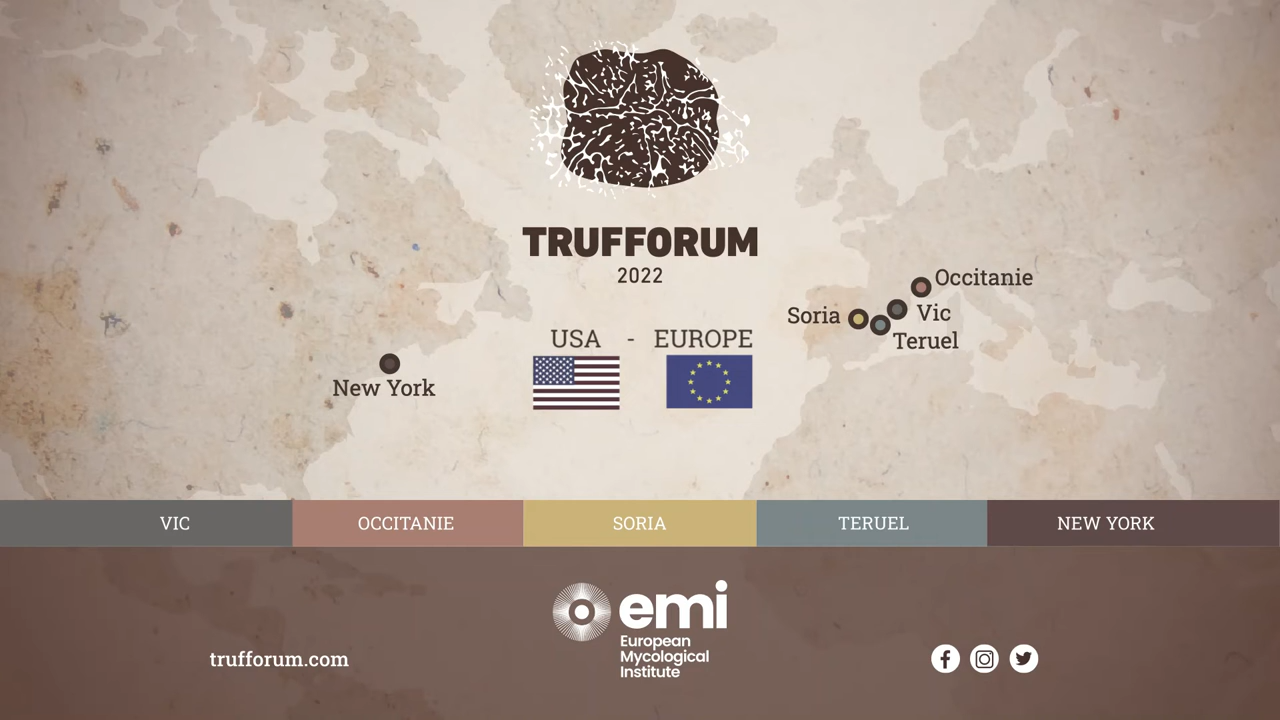 TRUFFORUM
2022
USA - EUROPE
New York
Occitanie
Soria
Vic
Teruel
VIC
OCCITANIE
SORIA
TERUEL
NEW YORK
emi
European
Mycological
Institute
trufforum.com